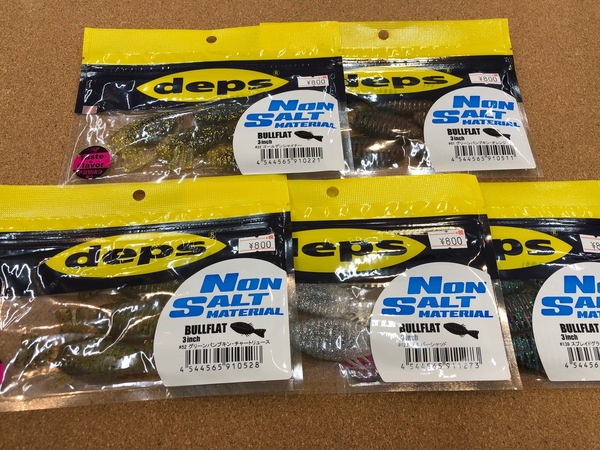 deps
¥800
NON
SALT
MATERIAL
BULLFLAT
3inch
4 544565 910221
deps
¥800
NON
SALT
MATERIAL
BULLFLAT
3inch
4 544565 910511
deps
¥800
NON
SALT
MATERIAL
BULLFLAT
3inch
#52 グリーンパンプキン・チャートリュース
4 544565 910528
deps
¥800
NON
SALT
MATERIAL
BULLFLAT
3inch
4 544565 911273
deps
¥800
NON
SALT
MATERIAL
BULLFLAT
3inch